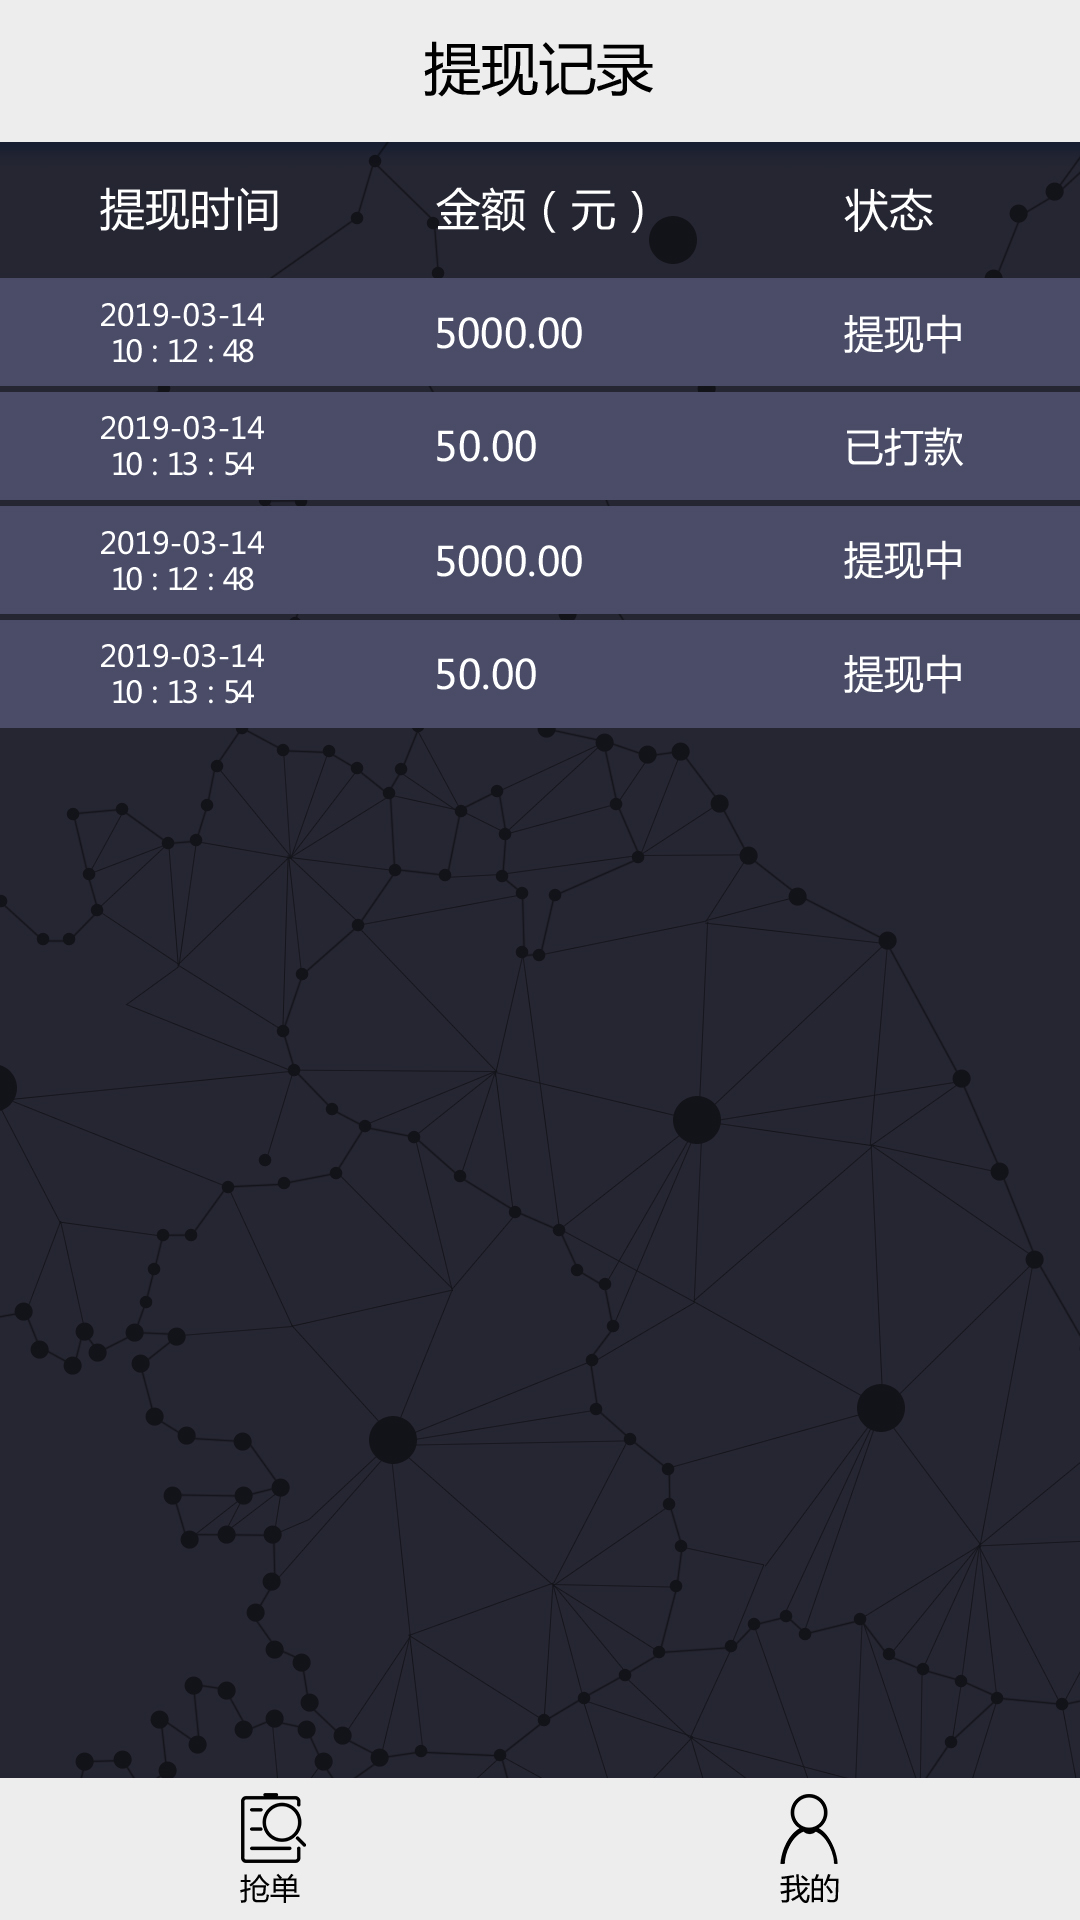 提现记录
提现时间 金额（元） 状态
2019-03-14
10：12：48
5000.00 提现中
2019-03-14
10：13：54
50.00 已打款
2019-03-14
10：12：48
5000.00 提现中
2019-03-14
10：13：54
50.00 提现中
抢单 我的